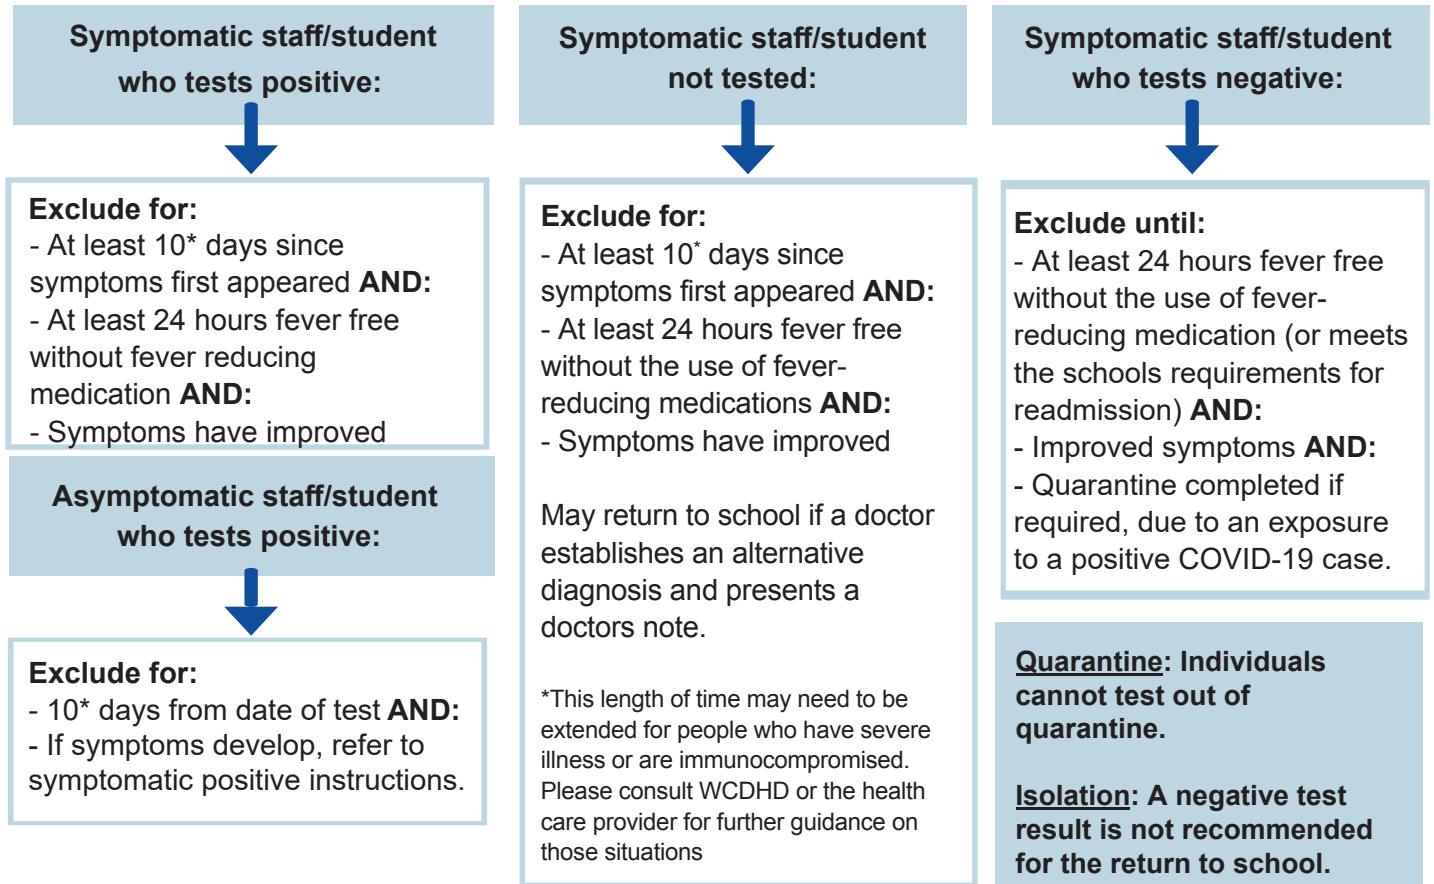 Symptomatic staff/student
who tests positive:
Exclude for:
- At least 10* days since
symptoms first appeared AND:
- At least 24 hours fever free
without fever reducing
medication AND:
- Symptoms have improved
Asymptomatic staff/student
who tests positive:
Exclude for:
- 10* days from date of test AND:
- If symptoms develop, refer to
symptomatic positive instructions.
Symptomatic staff/student
not tested:
Exclude for:
- At least 10* days since
symptoms first appeared AND:
- At least 24 hours fever free
without the use of fever-
reducing medications AND:
- Symptoms have improved
May return to school if a doctor
establishes an alternative
diagnosis and presents a
doctors note.
*This length of time may need to be
extended for people who have severe
illness or are immunocompromised.
Please consult WCDHD or the health
care provider for further guidance on
those situations
Symptomatic staff/student
who tests negative:
Exclude until:
- At least 24 hours fever free
without the use of fever-
reducing medication (or meets
the schools requirements for
readmission) AND:
- Improved symptoms AND:
- Quarantine completed if
required, due to an exposure
to a positive COVID-19 case.
Quarantine: Individuals
cannot test out of
quarantine.
Isolation: A negative test
result is not recommended
for the return to school.